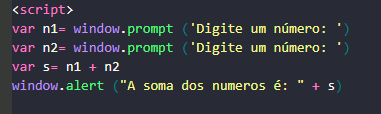 <script>
var n1= window.prompt ('Digite um número: ')
var n2= window.prompt ('Digite um número: ')
var s= n1 + n2
window.alert ("A soma dos numeros é: " + s)